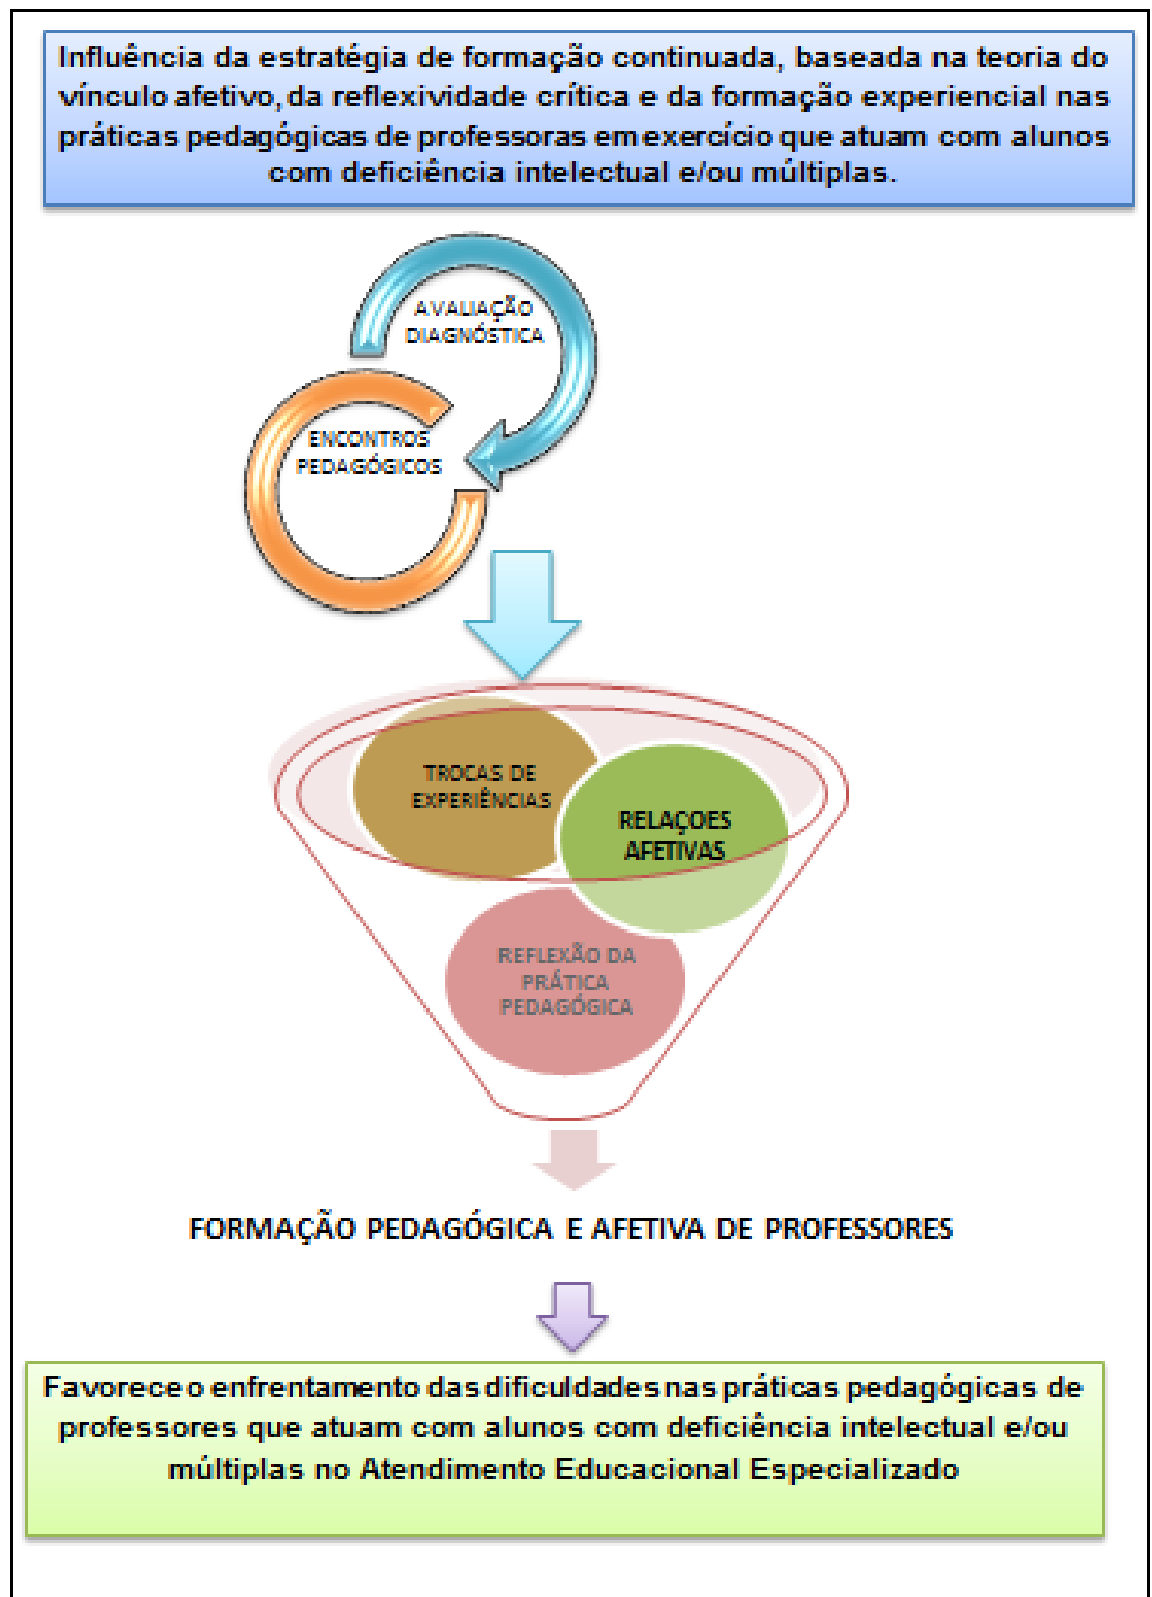 Influência da estratégia de formação continuada, baseada na teoria do
vínculo afetivo, da reflexividade crítica e da formação experiencial nas
práticas pedagógicas de professoras em exercício que atuam com alunos
com deficiência intelectual e/ou múltiplas.
AVALIAÇÃO
DIAGNÓSTICA
ENCONTROS
PEDAGÓGICOS
TROCAS DE
EXPERIÊNCIAS
RELAÇOES
AFETIVAS
REFLEXÃO DA
PRÁTICA
PEDAGÓGICA
FORMAÇÃO PEDAGÓGICA E AFETIVA DE PROFESSORES
Favorece o enfrentamento das dificuldades nas práticas pedagógicas de
professores que atuam com alunos com deficiência intelectual e/ou
múltiplas no Atendimento Educacional Especializado